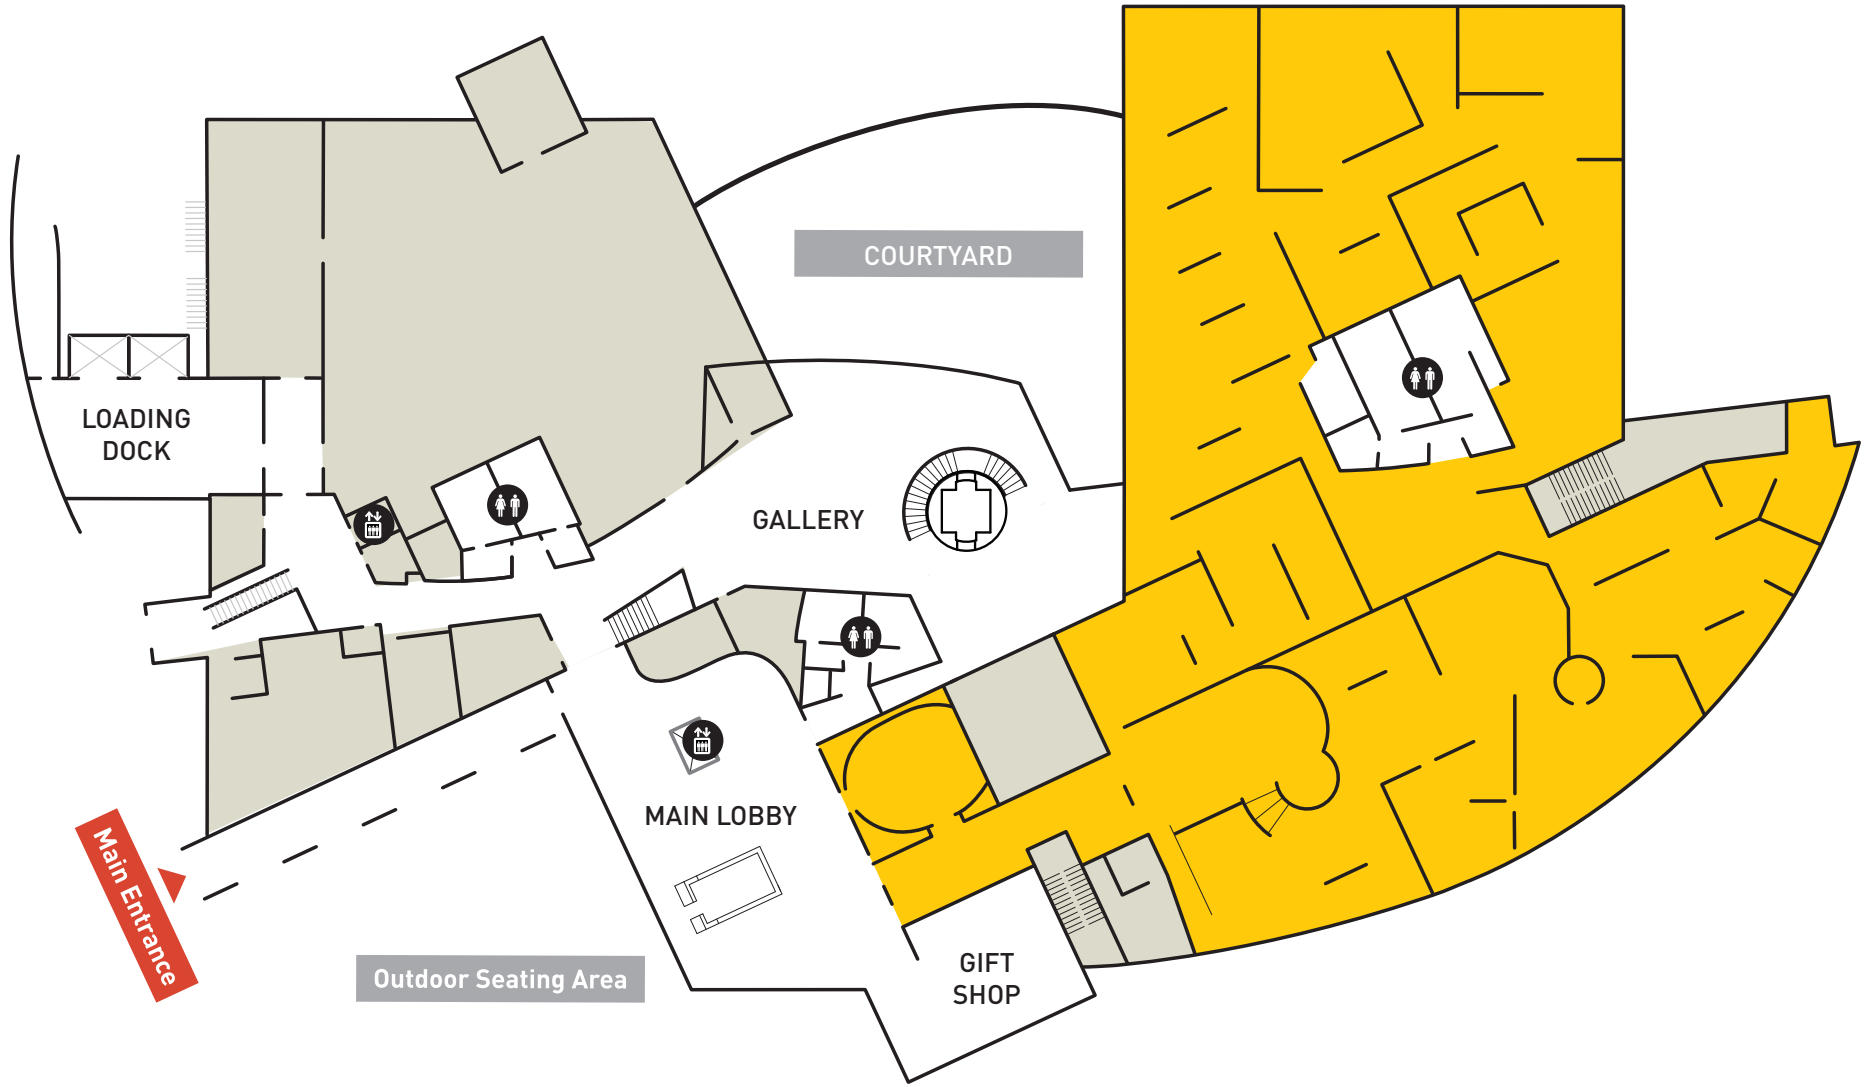 COURTYARD
LOADING
DOCK
GALLERY
MAIN LOBBY
Main Entrance
Outdoor Seating Area
GIFT
SHOP